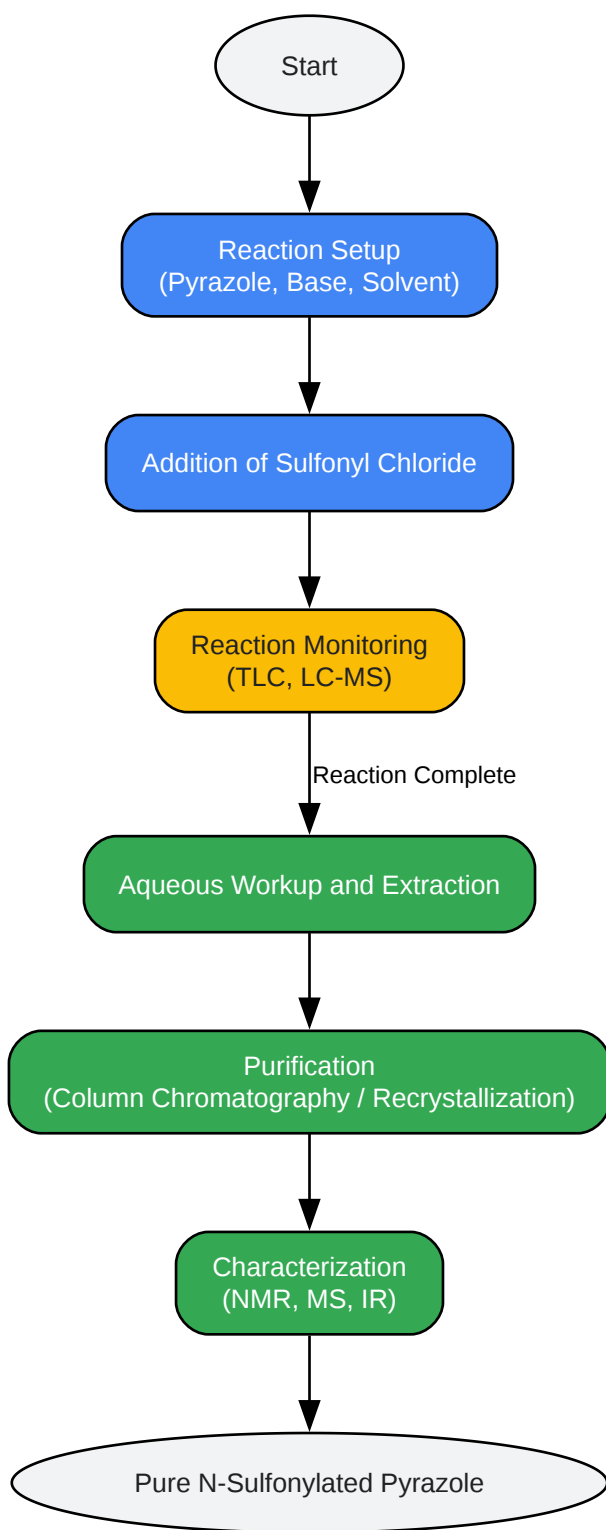 Start
Reaction Setup
(Pyrazole, Base, Solvent)
Addition of Sulfonyl Chloride
Reaction Monitoring
(TLC, LC-MS)
Reaction Complete
Aqueous Workup and Extraction
Purification
(Column Chromatography / Recrystallization)
Characterization
(NMR, MS, IR)
Pure N-Sulfonylated Pyrazole